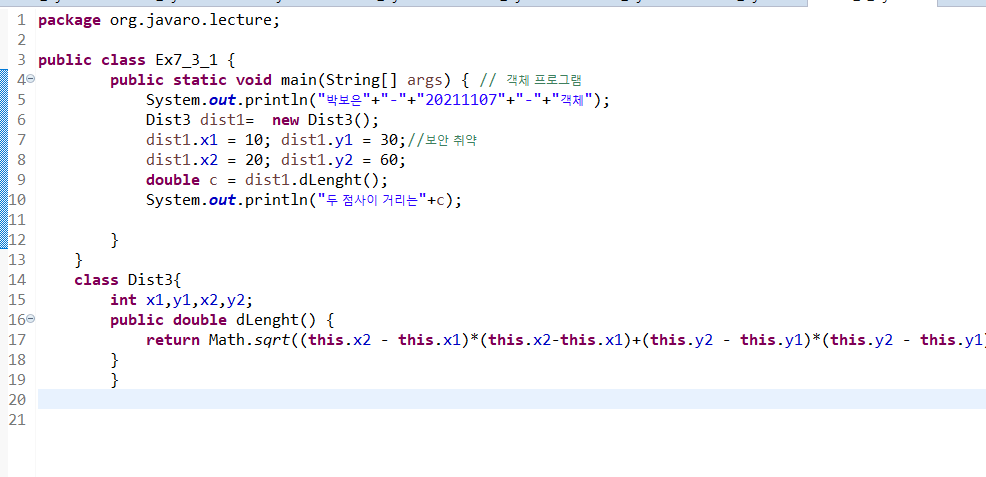 1 package org.javaro.lecture;
2
3 public class Ex7_3_1 {
4 public static void main(String[] args) { // 객체 프로그램
5 System.out.println("박보은"+"-"+"20211107"+"-"+"객체");
6 Dist3 dist1=  new Dist3();
7 dist1.x1 = 10; dist1.y1 = 30;//보안 취약
8 dist1.x2 = 20; dist1.y2 = 60;
9 double c = dist1.dLenght();
10 System.out.println("두 점사이 거리는"+c);
11
12 }
13 }
14 class Dist3{
15 int x1,y1,x2,y2;
16 public double dLenght() {
17 return Math.sqrt((this.x2 - this.x1)*(this.x2-this.x1)+(this.y2 - this.y1)*(this.y2 - this.y1)
18 }
19 }
20
21